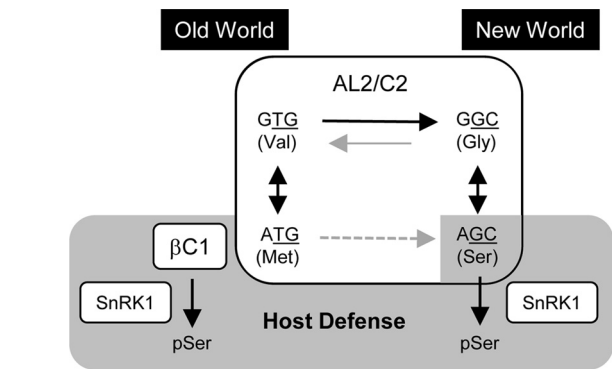 Old World
New World
AL2/C2
GTG
(Val)
GGC
(Gly)
ATG
(Met)
AGC
(Ser)
βC1
SnRK1
SnRK1
Host Defense
pSer
pSer